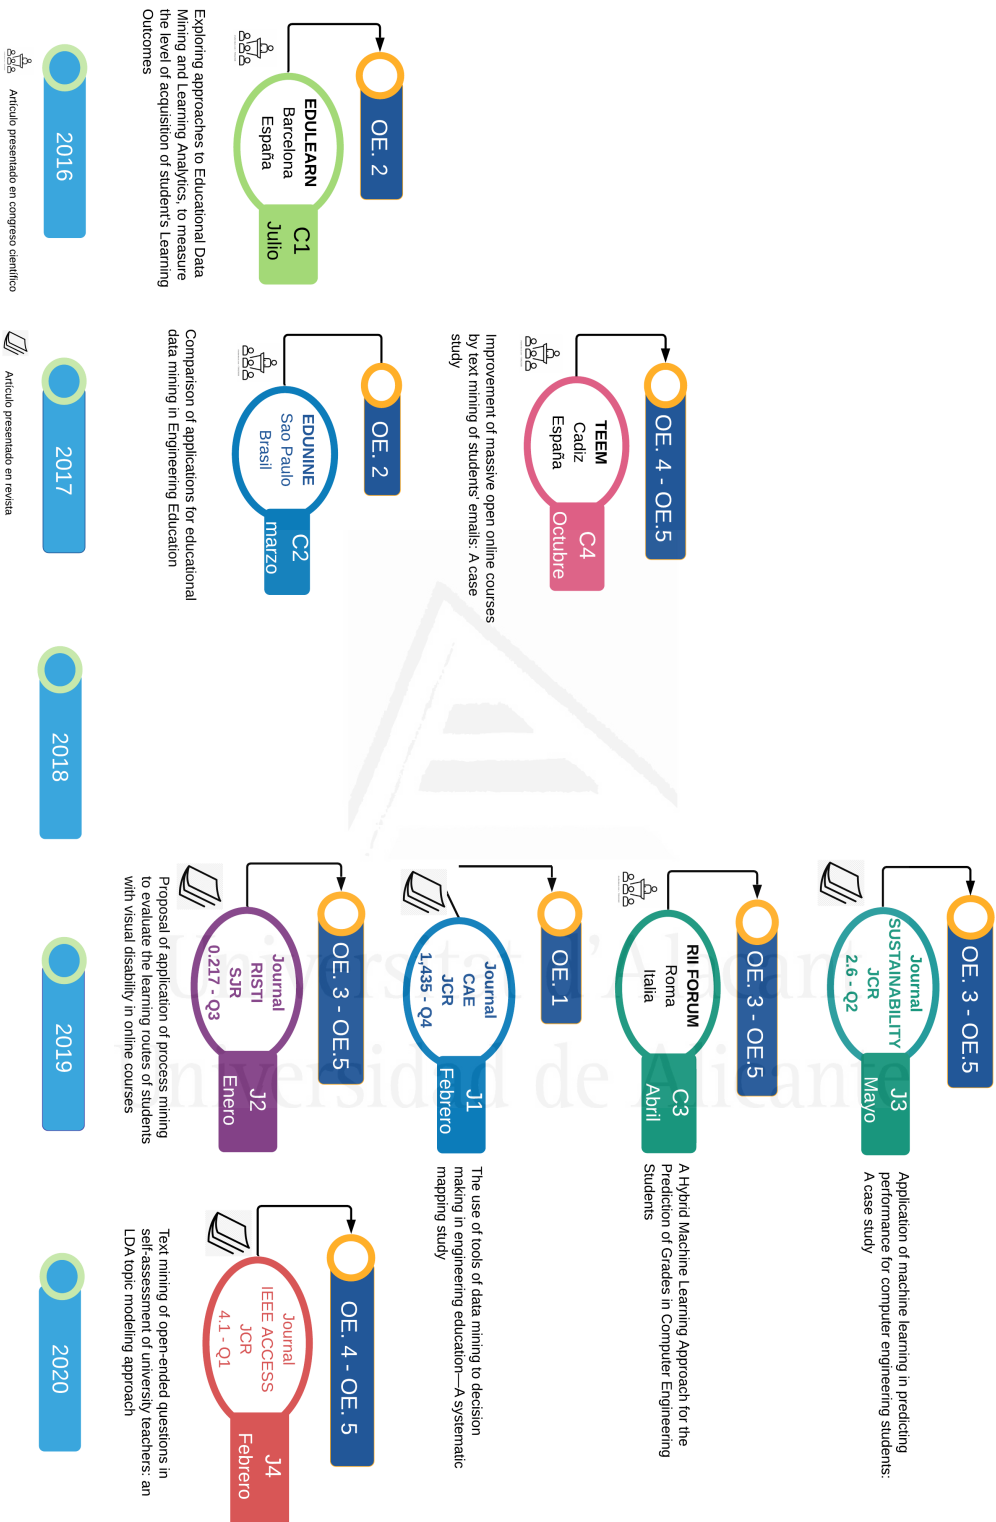 OE. 2
EDULEARN
Barcelona
España
C1
Julio
Exploring approaches to Educational Data
Mining and Learning Analytics, to measure
the level of acquisition of student's Learning
Outcomes
2016
Artículo presentado en congreso científico
OE. 4 - OE.5
TEEM
Cadiz
España
C4
Octubre
Improvement of massive open online courses
by text mining of students' emails: A case
study
OE. 2
EDUNINE
Sao Paulo
Brasil
C2
marzo
Comparison of applications for educational
data mining in Engineering Education
2017
Artículo presentado en revista
2018
OE. 3 - OE.5
Journal
SUSTAINABILITY
JCR
2.6 - Q2
J3
Mayo
Application of machine learning in predicting
performance for computer engineering students:
A case study
OE. 3 - OE.5
RII FORUM
Roma
Italia
C3
Abril
A Hybrid Machine Learning Approach for the
Prediction of Grades in Computer Engineering
Students
OE. 1
Journal
CAE
JCR
1,435 - Q4
J1
Febrero
The use of tools of data mining to decision
making in engineering education—A systematic
mapping study
OE. 3 - OE.5
Journal
RISTI
SJR
0.217 - Q3
J2
Enero
Proposal of application of process mining
to evaluate the learning routes of students
with visual disability in online courses
2019
OE. 4 - OE. 5
Journal
IEEE ACCESS
JCR
4.1 - Q1
J4
Febrero
Text mining of open-ended questions in
self-assessment of university teachers: an
LDA topic modeling approach
2020
Universitat d'Alacant
Universidad de Alicante